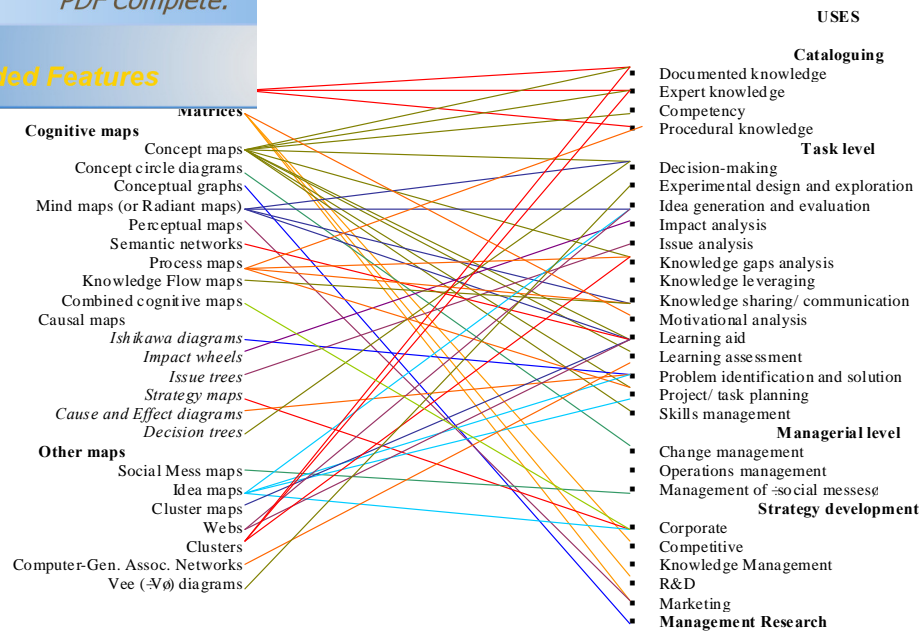 PDF Complete.
ded Features
Matrices
Cognitive maps
Concept maps
Concept circle diagrams
Conceptual graphs
Mind maps (or Radiant maps)
Perceptual maps
Semantic networks
Process maps
Knowledge Flow maps
Combined cognitive maps
Causal maps
Ishikawa diagrams
Impact wheels
Issue trees
Strategy maps
Cause and Effect diagrams
Decision trees
Other maps
Social Mess maps
Idea maps
Cluster maps
Webs
Clusters
Computer-Gen. Assoc. Networks
Vee (÷Vø) diagrams
USES
Cataloguing
Documented knowledge
Expert knowledge
Competency
Procedural knowledge
Task level
Decision-making
Experimental design and exploration
Idea generation and evaluation
Impact analysis
Issue analysis
Knowledge gaps analysis
Knowledge leveraging
Knowledge sharing/ communication
Motivational analysis
Learning aid
Learning assessment
Problem identification and solution
Project/ task planning
Skills management
Managerial level
Change management
Operations management
Management of ÷social messesø
Strategy development
Corporate
Competitive
Knowledge Management
R&D
Marketing
Management Research